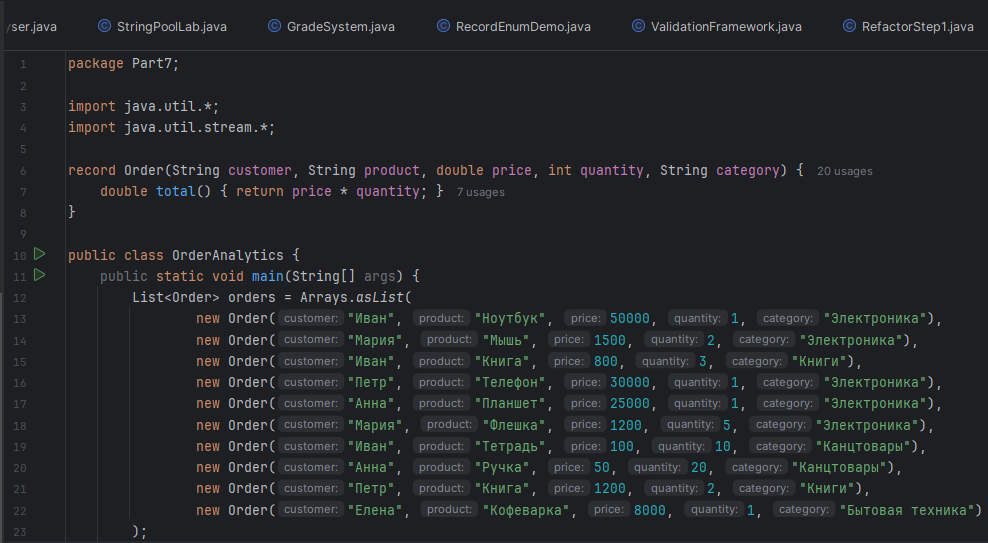 ser.java StringPoolLab.java GradeSystem.java RecordEnumDemo.java ValidationFramework.java RefactorStep1.java
1 package Part7;
2
3 import java.util.*;
4 import java.util.stream.*;
5
6 record Order(String customer, String product, double price, int quantity, String category) { 20 usages
7 double total() { return price * quantity; } 7 usages
8 }
9
10 public class OrderAnalytics {
11 public static void main(String[] args) {
12 List<Order> orders = Arrays.asList(
13 new Order( customer: "Иван", product: "Ноутбук", price: 50000, quantity: 1, category: "Электроника"),
14 new Order( customer: "Мария", product: "Мышь", price: 1500, quantity: 2, category: "Электроника"),
15 new Order( customer: "Иван", product: "Книга", price: 800, quantity: 3, category: "Книги"),
16 new Order( customer: "Петр", product: "Телефон", price: 30000, quantity: 1, category: "Электроника"),
17 new Order( customer: "Анна", product: "Планшет", price: 25000, quantity: 1, category: "Электроника"),
18 new Order( customer: "Мария", product: "Флешка", price: 1200, quantity: 5, category: "Электроника"),
19 new Order( customer: "Иван", product: "Тетрадь", price: 100, quantity: 10, category: "Канцтовары"),
20 new Order( customer: "Анна", product: "Ручка", price: 50, quantity: 20, category: "Канцтовары"),
21 new Order( customer: "Петр", product: "Книга", price: 1200, quantity: 2, category: "Книги"),
22 new Order( customer: "Елена", product: "Кофеварка", price: 8000, quantity: 1, category: "Бытовая техника")
23 );